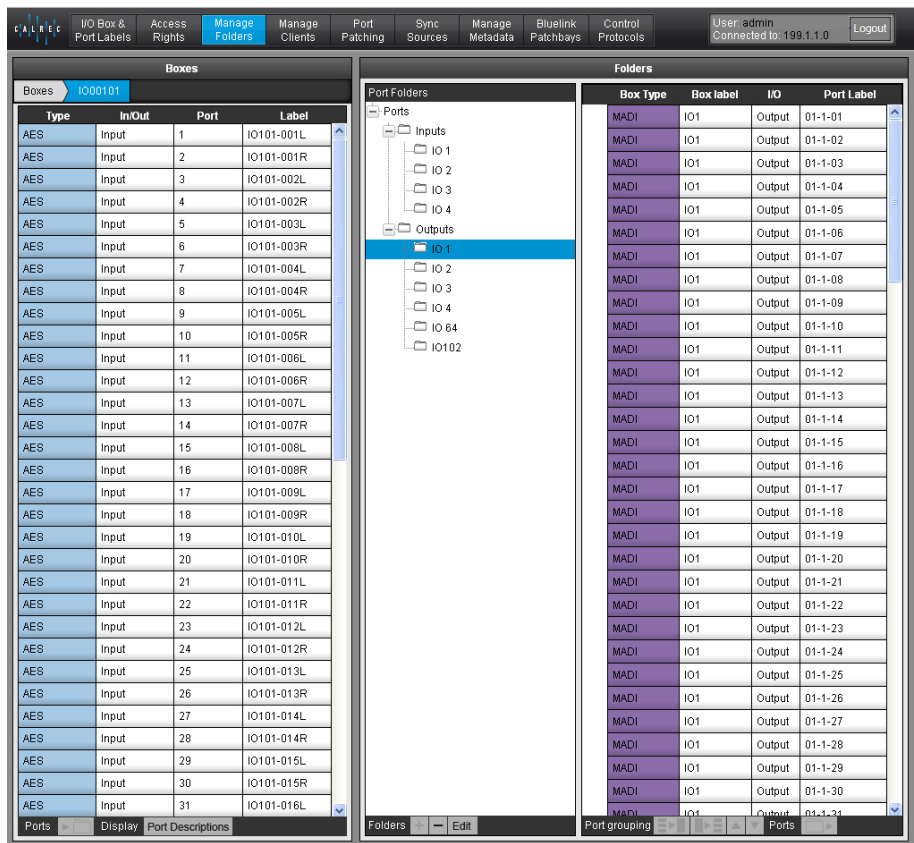 CALREC
I/O Box & Port Labels
Access Rights
Manage Folders
Manage Clients
Port Patching
Sync Sources
Manage Metadata
Bluelink Patchbays
Control Protocols
User: admin
Connected to: 199.1.1.0
Logout
Boxes
Boxes IO00101
Type In/Out Port Label
AES Input 1 IO101-001L
AES Input 2 IO101-001R
AES Input 3 IO101-002L
AES Input 4 IO101-002R
AES Input 5 IO101-003L
AES Input 6 IO101-003R
AES Input 7 IO101-004L
AES Input 8 IO101-004R
AES Input 9 IO101-005L
AES Input 10 IO101-005R
AES Input 11 IO101-006L
AES Input 12 IO101-006R
AES Input 13 IO101-007L
AES Input 14 IO101-007R
AES Input 15 IO101-008L
AES Input 16 IO101-008R
AES Input 17 IO101-009L
AES Input 18 IO101-009R
AES Input 19 IO101-010L
AES Input 20 IO101-010R
AES Input 21 IO101-011L
AES Input 22 IO101-011R
AES Input 23 IO101-012L
AES Input 24 IO101-012R
AES Input 25 IO101-013L
AES Input 26 IO101-013R
AES Input 27 IO101-014L
AES Input 28 IO101-014R
AES Input 29 IO101-015L
AES Input 30 IO101-015R
AES Input 31 IO101-016L
Ports Display Port Descriptions
Folders
Port Folders
Ports
Inputs
IO 1
IO 2
IO 3
IO 4
Outputs
IO 1
IO 2
IO 3
IO 4
IO 64
IO102
Folders + − Edit
Box Type Box label I/O Port Label
MADI IO1 Output 01-1-01
MADI IO1 Output 01-1-02
MADI IO1 Output 01-1-03
MADI IO1 Output 01-1-04
MADI IO1 Output 01-1-05
MADI IO1 Output 01-1-06
MADI IO1 Output 01-1-07
MADI IO1 Output 01-1-08
MADI IO1 Output 01-1-09
MADI IO1 Output 01-1-10
MADI IO1 Output 01-1-11
MADI IO1 Output 01-1-12
MADI IO1 Output 01-1-13
MADI IO1 Output 01-1-14
MADI IO1 Output 01-1-15
MADI IO1 Output 01-1-16
MADI IO1 Output 01-1-17
MADI IO1 Output 01-1-18
MADI IO1 Output 01-1-19
MADI IO1 Output 01-1-20
MADI IO1 Output 01-1-21
MADI IO1 Output 01-1-22
MADI IO1 Output 01-1-23
MADI IO1 Output 01-1-24
MADI IO1 Output 01-1-25
MADI IO1 Output 01-1-26
MADI IO1 Output 01-1-27
MADI IO1 Output 01-1-28
MADI IO1 Output 01-1-29
MADI IO1 Output 01-1-30
MADI IO1 Output 01-1-31
Port grouping Ports